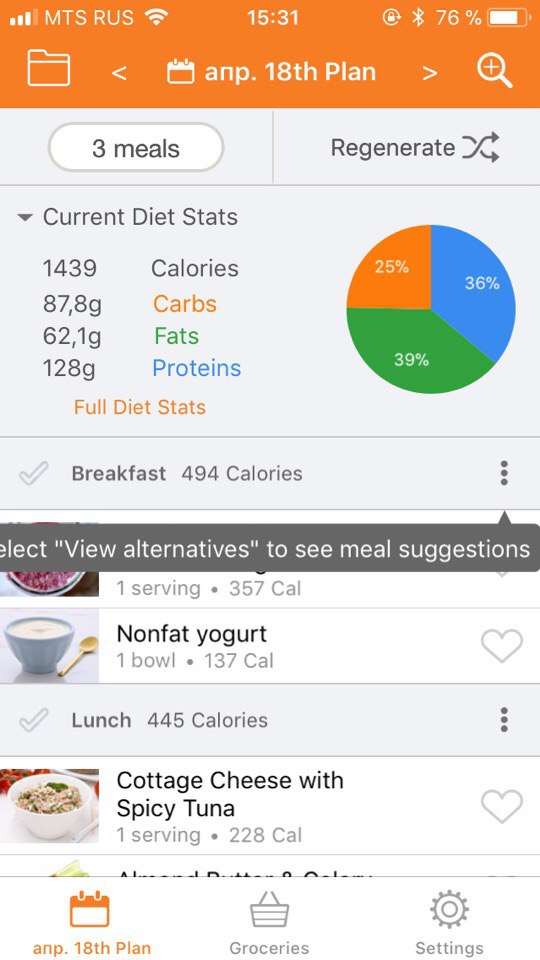 MTS RUS 15:31 76 %
< апр. 18th Plan >
3 meals Regenerate
Current Diet Stats
1439 Calories
87,8g Carbs
62,1g Fats
128g Proteins
Full Diet Stats
25%
36%
39%
Breakfast 494 Calories
elect "View alternatives" to see meal suggestions
1 serving • 357 Cal
Nonfat yogurt
1 bowl • 137 Cal
Lunch 445 Calories
Cottage Cheese with
Spicy Tuna
1 serving • 228 Cal
Almond Butter & Celery
апр. 18th Plan Groceries Settings